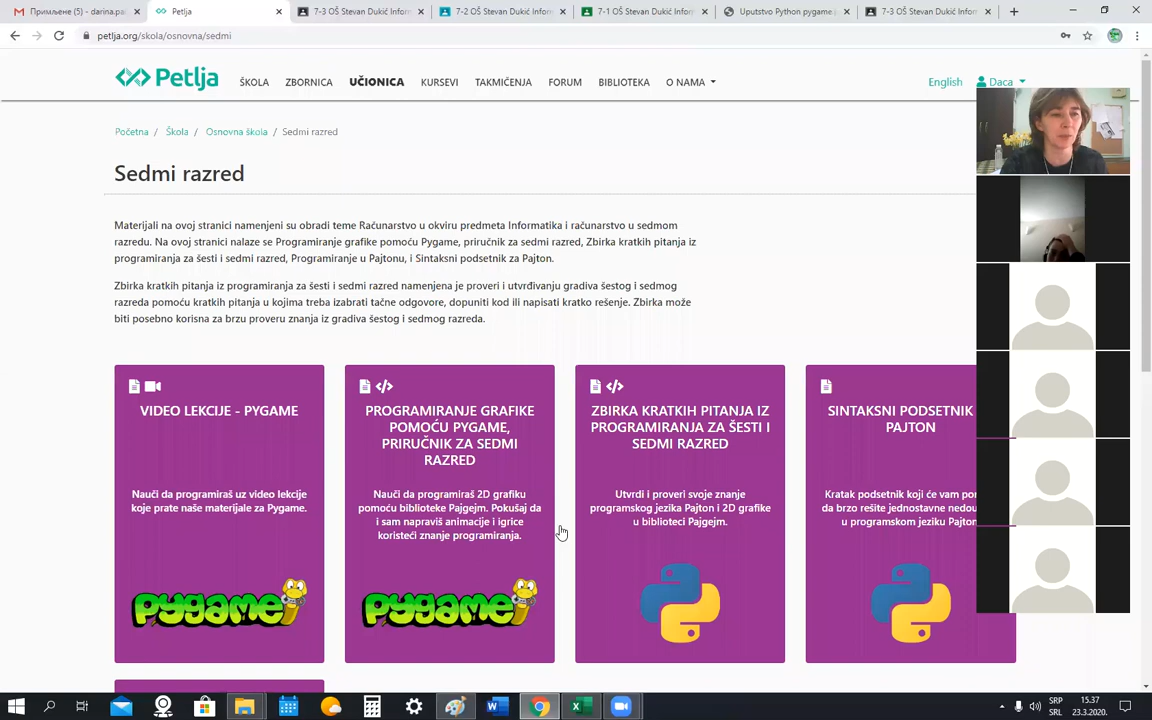 Примљене (5) - darina.pa
Petlja
7-3 OŠ Stevan Dukić Inform
7-2 OŠ Stevan Dukić Inform
7-1 OŠ Stevan Dukić Inform
Uputstvo Python pygame
7-3 OŠ Stevan Dukić Inform
petlja.org/skola/osnovna/sedmi
Petlja
ŠKOLA
ZBORNICA
UČIONICA
KURSEVI
TAKMIČENJA
FORUM
BIBLIOTEKA
O NAMA
English
Daca
Početna / Škola / Osnovna škola / Sedmi razred
Sedmi razred
Materijali na ovoj stranici namenjeni su obradi teme Računarstvo u okviru predmeta Informatika i računarstvo u sedmom
razredu. Na ovoj stranici nalaze se Programiranje grafike pomoću Pygame, priručnik za sedmi razred, Zbirka kratkih pitanja iz
programiranja za šesti i sedmi razred, Programiranje u Pajtonu, i Sintaksni podsetnik za Pajton.
Zbirka kratkih pitanja iz programiranja za šesti i sedmi razred namenjena je proveri i utvrđivanju gradiva šestog i sedmog
razreda pomoću kratkih pitanja u kojima treba izabrati tačne odgovore, dopuniti kod ili napisati kratko rešenje. Zbirka može
biti posebno korisna za brzu proveru znanja iz gradiva šestog i sedmog razreda.
VIDEO LEKCIJE - PYGAME
Nauči da programiraš uz video lekcije
koje prate naše materijale za Pygame.
pygame
PROGRAMIRANJE GRAFIKE
POMOĆU PYGAME,
PRIRUČNIK ZA SEDMI
RAZRED
Nauči da programiraš 2D grafiku
pomoću biblioteke Pajgejm. Pokušaj da
i sam napraviš animacije i igrice
koristeći znanje programiranja.
pygame
ZBIRKA KRATKIH PITANJA IZ
PROGRAMIRANJA ZA ŠESTI I
SEDMI RAZRED
Utvrdi i proveri svoje znanje
programskog jezika Pajton i 2D grafike
u biblioteci Pajgejm.
SINTAKSNI PODSETNIK
PAJTON
Kratak podsetnik koji će vam po
da brzo rešite jednostavne nedou
u programskom jeziku Pajton
SRP
SRL
15.37
23.3.2020.